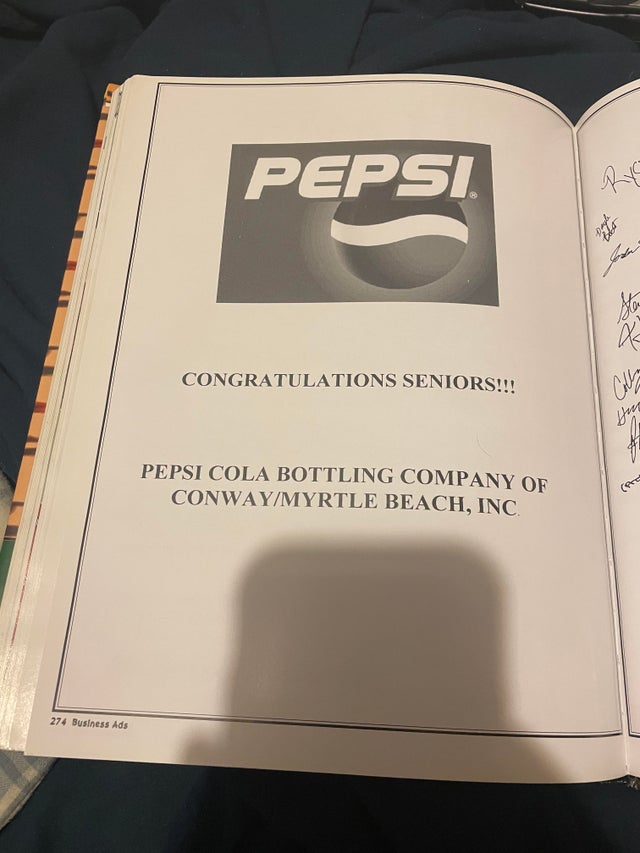 PEPSI®
CONGRATULATIONS SENIORS!!!
PEPSI COLA BOTTLING COMPANY OF
CONWAY/MYRTLE BEACH, INC.
274 Business Ads